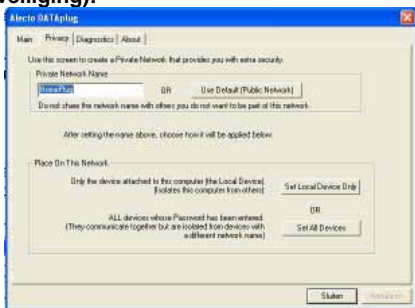 veiliging).
Alecto DATAplug
Main Privacy Diagnostics About
Use this screen to create a Private Network that provides you with extra security.
Private Network Name
HomePlug OR Use Default (Public Network)
Do not share the network name with others you do not want to be part of this network.
After setting the name above, choose how it will be applied below.
Place On This Network
Only the device attached to this computer (the Local Device).
(Isolates this computer from others) Set Local Device Only
OR
ALL devices whose Password has been entered.
(They communicate together but are isolated from devices with
a different network name) Set All Devices
Sluiten Annuleren